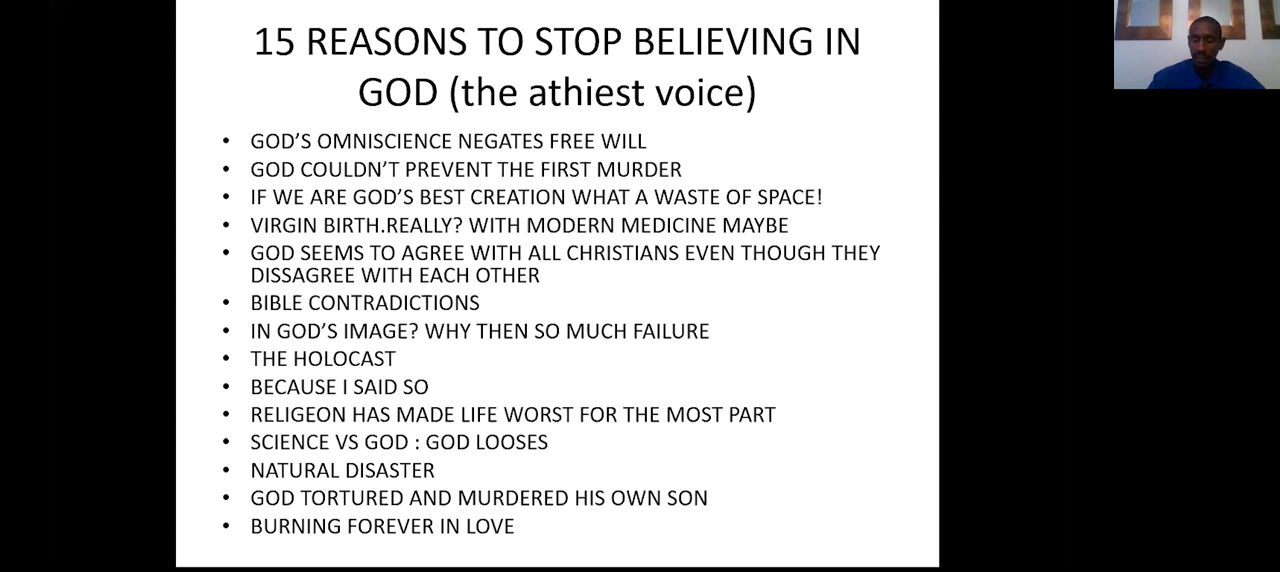 15 REASONS TO STOP BELIEVING IN
GOD (the athiest voice)
• GOD'S OMNISCIENCE NEGATES FREE WILL
• GOD COULDN'T PREVENT THE FIRST MURDER
• IF WE ARE GOD'S BEST CREATION WHAT A WASTE OF SPACE!
• VIRGIN BIRTH.REALLY? WITH MODERN MEDICINE MAYBE
• GOD SEEMS TO AGREE WITH ALL CHRISTIANS EVEN THOUGH THEY
DISSAGREE WITH EACH OTHER
• BIBLE CONTRADICTIONS
• IN GOD'S IMAGE? WHY THEN SO MUCH FAILURE
• THE HOLOCAST
• BECAUSE I SAID SO
• RELIGEON HAS MADE LIFE WORST FOR THE MOST PART
• SCIENCE VS GOD : GOD LOOSES
• NATURAL DISASTER
• GOD TORTURED AND MURDERED HIS OWN SON
• BURNING FOREVER IN LOVE